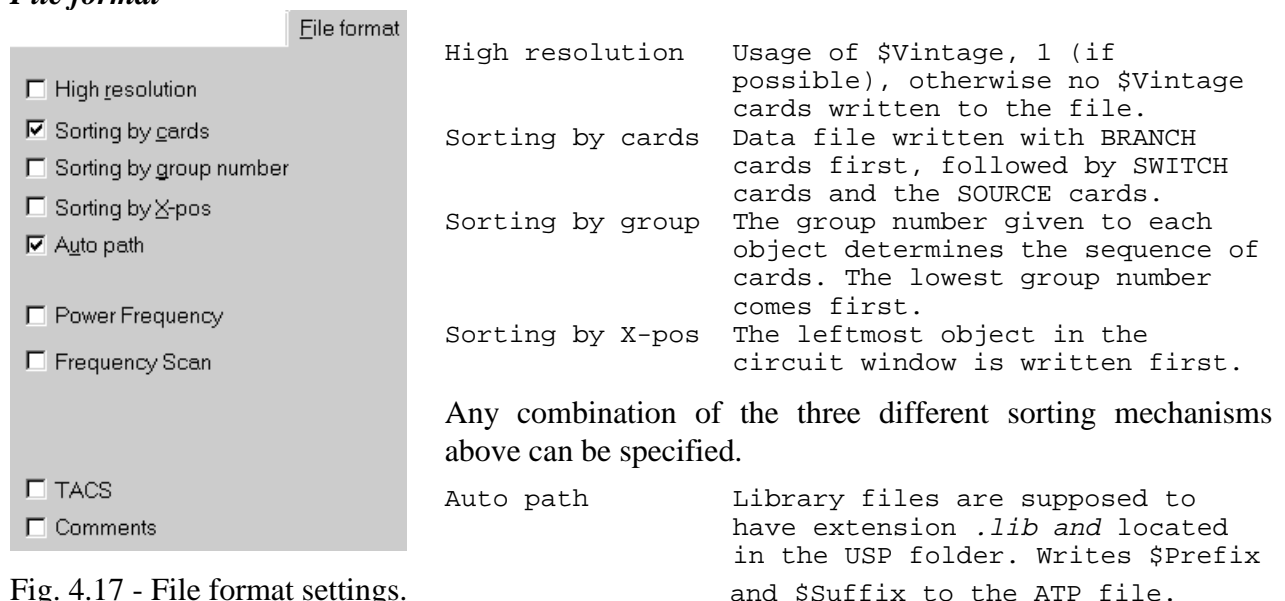 File format
File format
High resolution
Sorting by cards
Sorting by group number
Sorting by X-pos
Auto path
Power Frequency
Frequency Scan
TACS
Comments
Fig. 4.17 - File format settings.
High resolution Usage of $Vintage, 1 (if
possible), otherwise no $Vintage
cards written to the file.
Sorting by cards Data file written with BRANCH
cards first, followed by SWITCH
cards and the SOURCE cards.
Sorting by group The group number given to each
object determines the sequence of
cards. The lowest group number
comes first.
Sorting by X-pos The leftmost object in the
circuit window is written first.
Any combination of the three different sorting mechanisms
above can be specified.
Auto path Library files are supposed to
have extension .lib and located
in the USP folder. Writes $Prefix
and $Suffix to the ATP file.